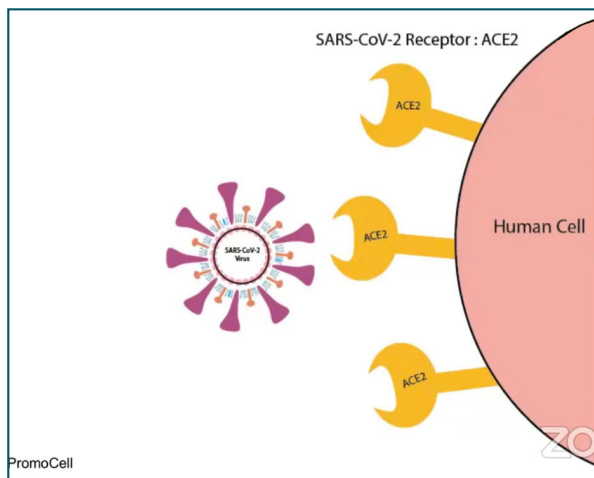 SARS-CoV-2 Receptor : ACE2
ACE2
ACE2
SARS-CoV-2
Virus
Human Cell
ACE2
PromoCell